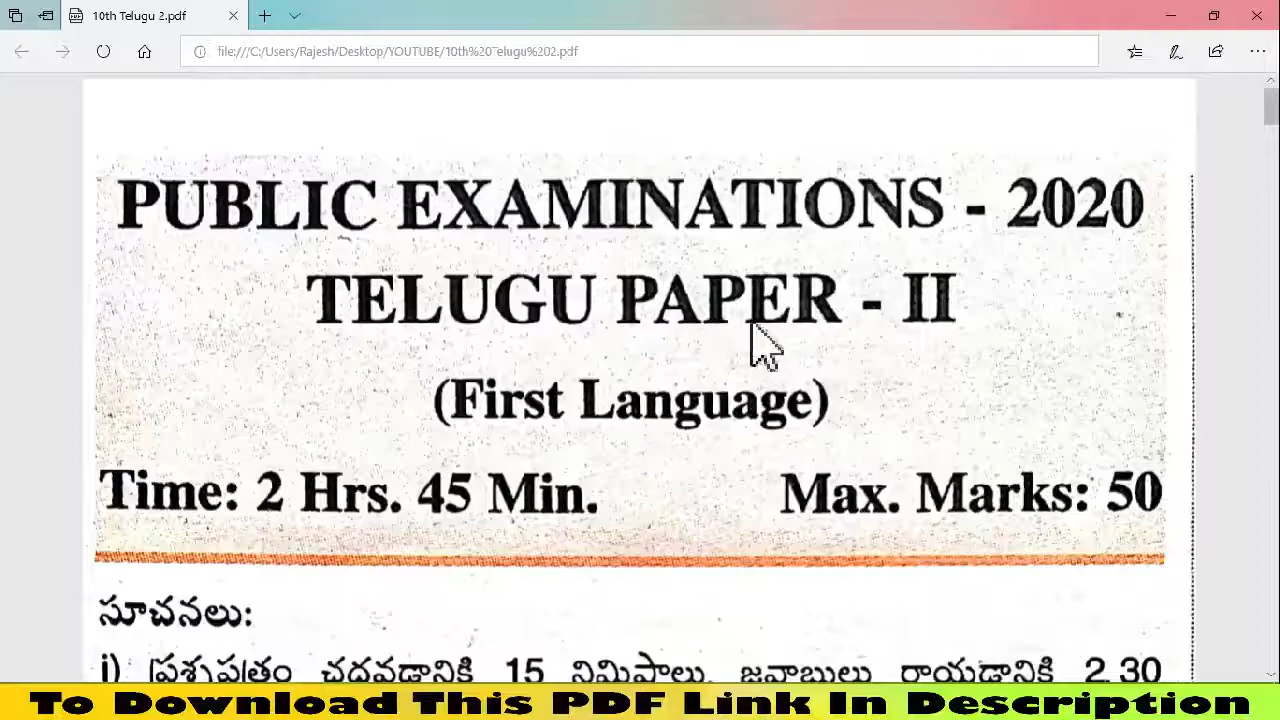 10th Telugu 2.pdf
file:///C:/Users/Rajesh/Desktop/YOUTUBE/10th%20Telugu%202.pdf
PUBLIC EXAMINATIONS - 2020
TELUGU PAPER - II
(First Language)
Time: 2 Hrs. 45 Min. Max. Marks: 50
సూచనలు:
i) ప్రశ్నపత్రం చదవడానికి 15 నిమిషాలు, జవాబులు రాయడానికి 2.30
To Download This PDF Link In Description